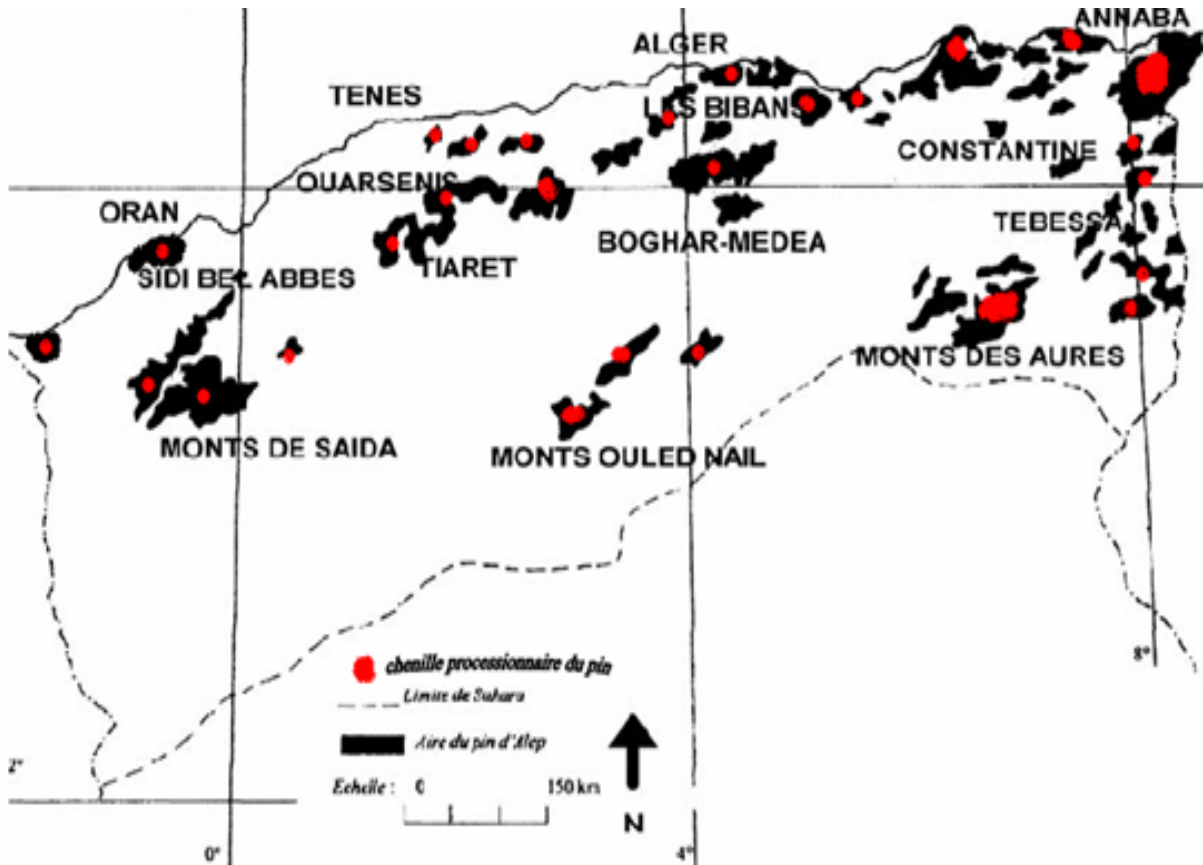 ANNABA
ALGER
TENES
LES BIBANS
CONSTANTINE
OUARSENIS
ORAN
TEBESSA
BOGHAR-MEDEA
TIARET
SIDI BEL ABBES
MONTS DES AURES
MONTS DE SAIDA
MONTS OULED NAIL
8°
chenille processionnaire du pin
Limite de Sahara
Aire du pin d'Alep
2°
Echelle : 0 150 km
N
0°
4°